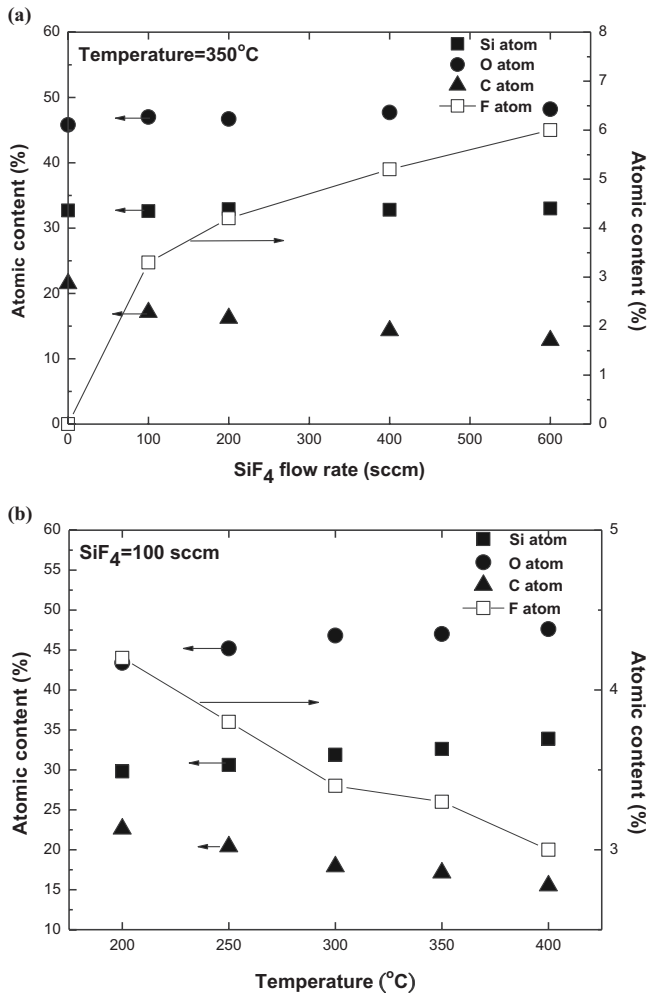 (a)
Temperature=350°C
Si atom
O atom
C atom
F atom
60
50
40
30
20
10
0
8
7
6
5
4
3
2
1
0
Atomic content (%)
Atomic content (%)
0 100 200 300 400 500 600
SiF4 flow rate (sccm)
(b)
SiF4=100 sccm
Si atom
O atom
C atom
F atom
60
55
50
45
40
35
30
25
20
15
10
5
4
3
Atomic content (%)
Atomic content (%)
200 250 300 350 400
Temperature (°C)